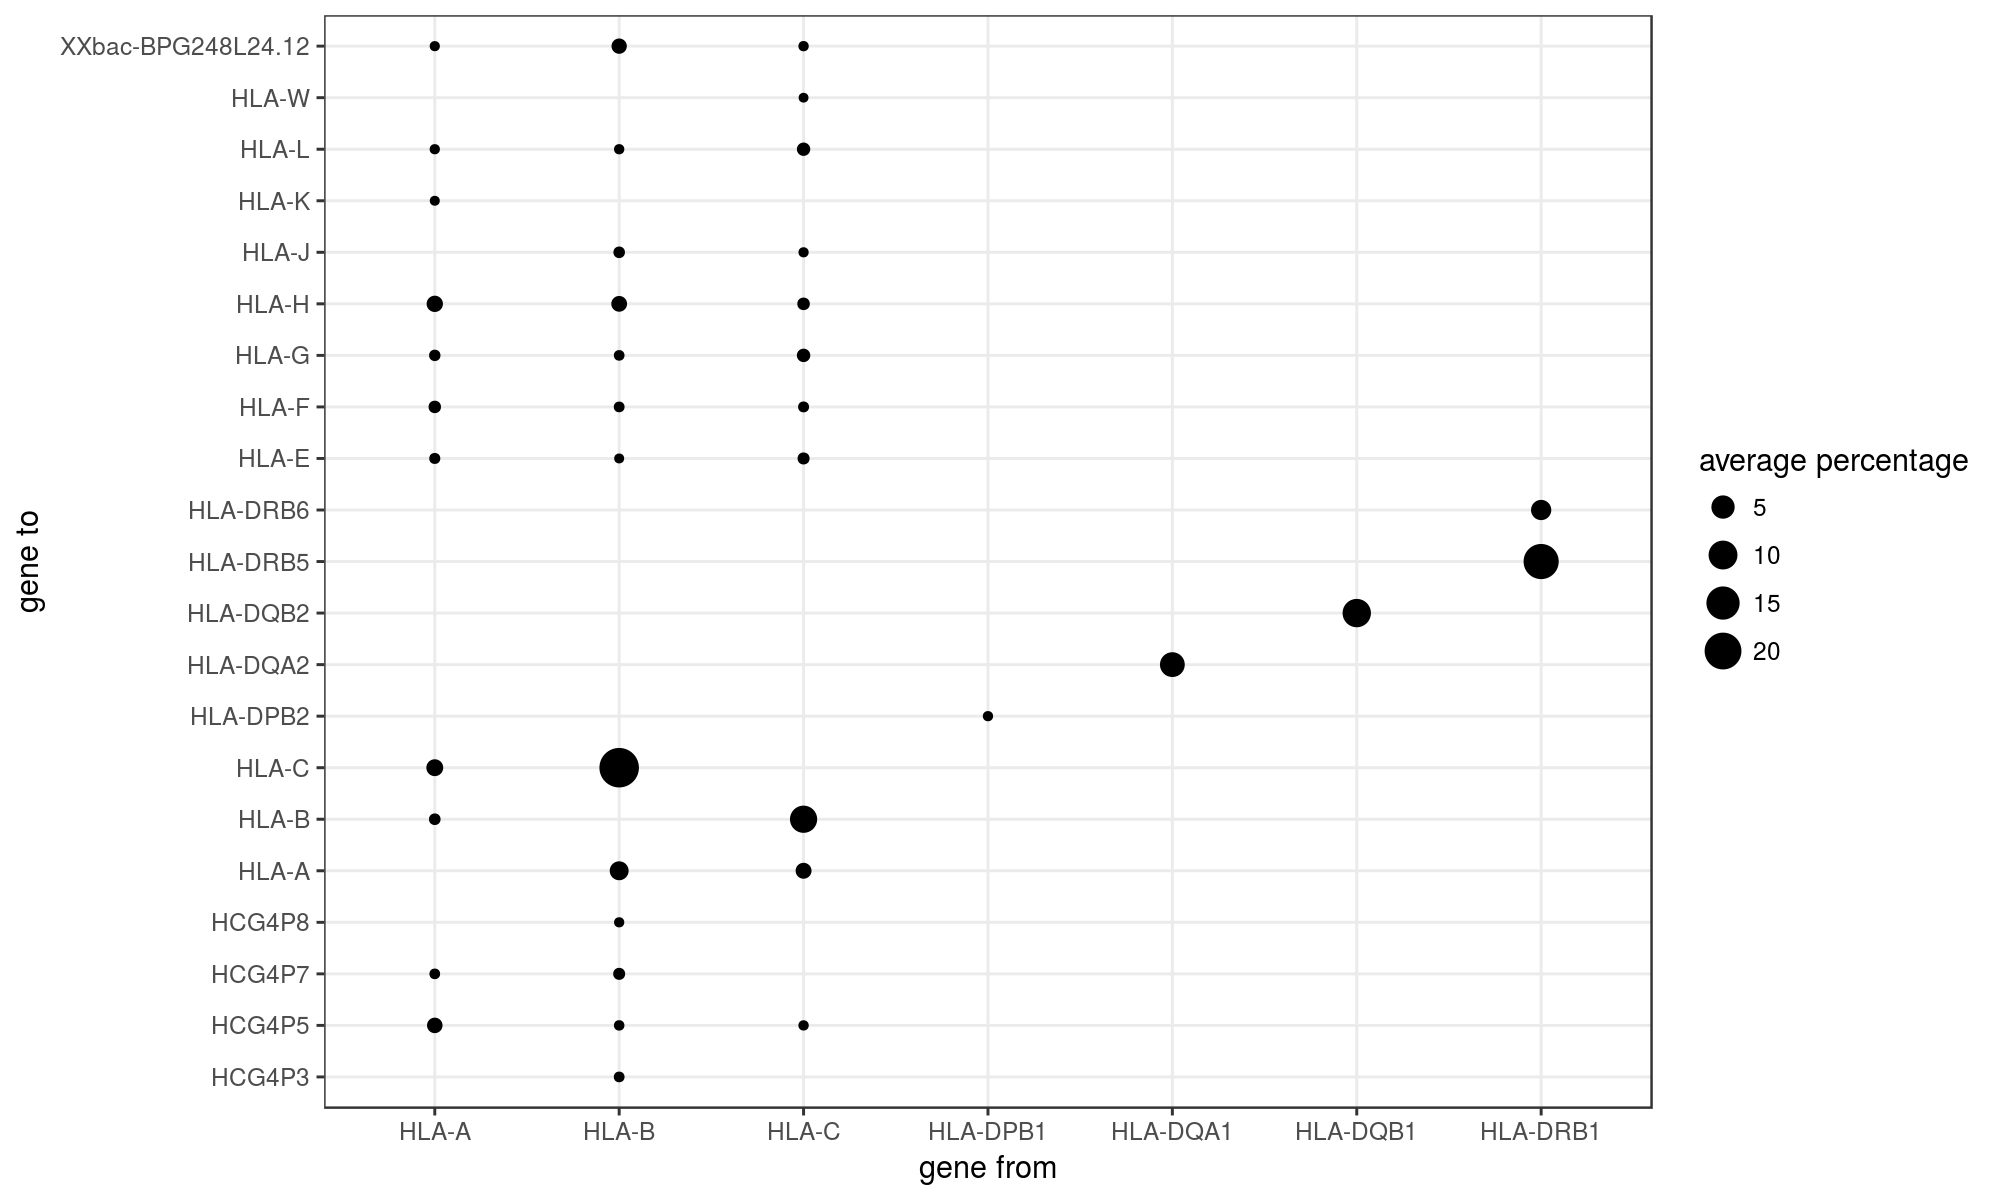 XXbac-BPG248L24.12
HLA-W
HLA-L
HLA-K
HLA-J
HLA-H
HLA-G
HLA-F
HLA-E
HLA-DRB6
HLA-DRB5
HLA-DQB2
HLA-DQA2
HLA-DPB2
HLA-C
HLA-B
HLA-A
HCG4P8
HCG4P7
HCG4P5
HCG4P3
gene to
HLA-A HLA-B HLA-C HLA-DPB1 HLA-DQA1 HLA-DQB1 HLA-DRB1
gene from
average percentage
5
10
15
20